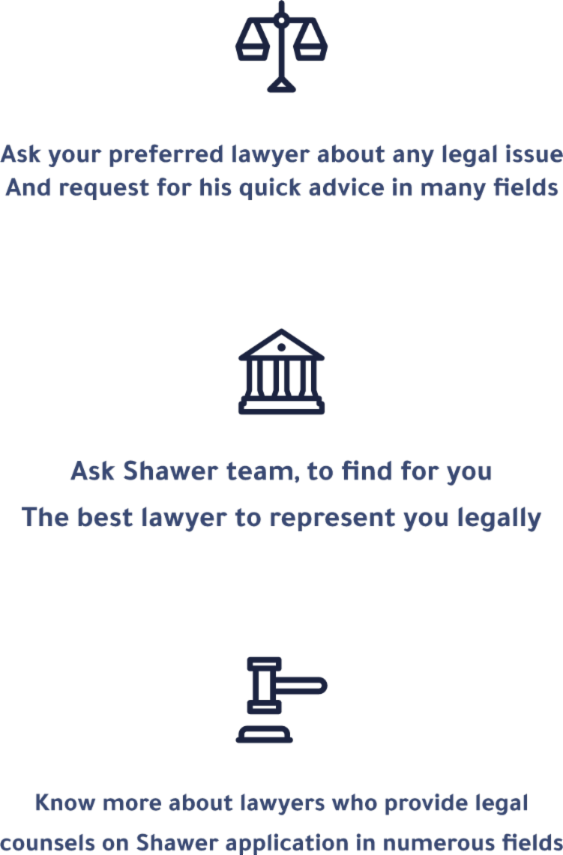 Ask your preferred lawyer about any legal issue
And request for his quick advice in many fields
Ask Shawer team, to find for you
The best lawyer to represent you legally
Know more about lawyers who provide legal
counsels on Shawer application in numerous fields